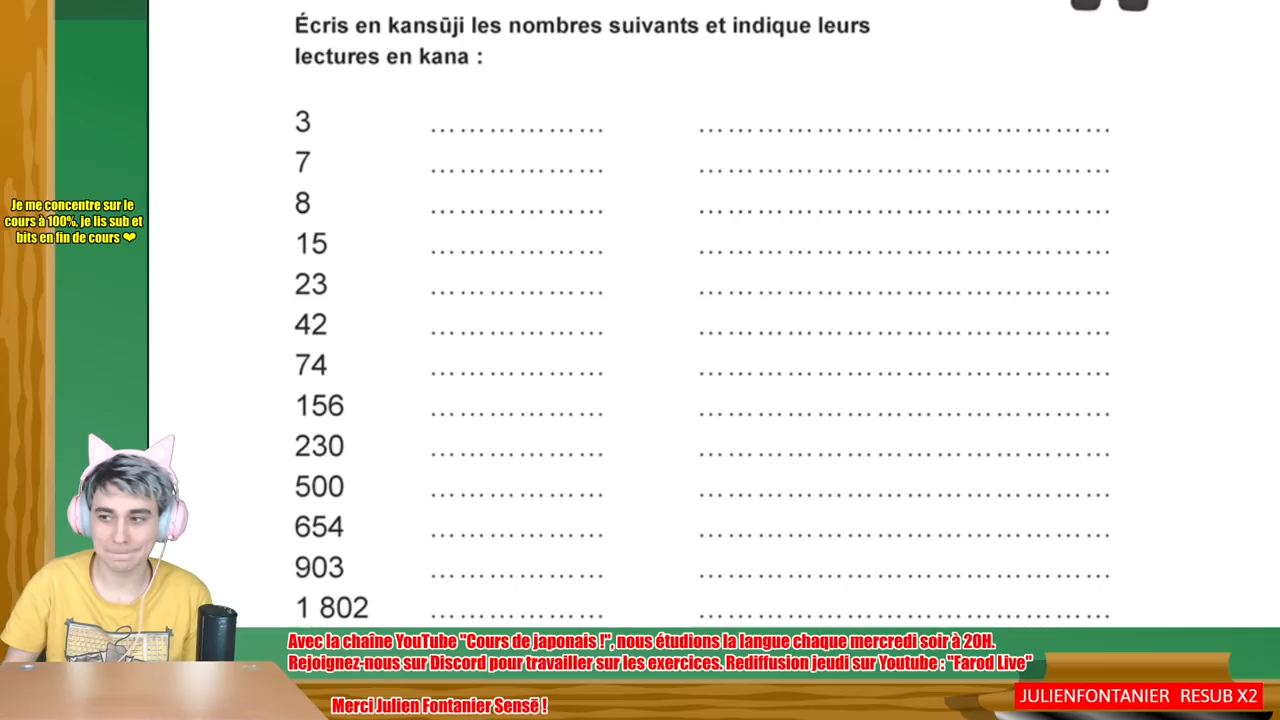 Écris en kansūji les nombres suivants et indique leurs
lectures en kana :
3 .................. ............................
7 .................. ............................
8 .................. ............................
15 .................. ............................
23 .................. ............................
42 .................. ............................
74 .................. ............................
156 .................. ............................
230 .................. ............................
500 .................. ............................
654 .................. ............................
903 .................. ............................
1 802 .................. ............................
Je me concentre sur le
cours à 100%, je lis sub et
bits en fin de cours ❤
Avec la chaîne YouTube "Cours de japonais !", nous étudions la langue chaque mercredi soir à 20H.
Rejoignez-nous sur Discord pour travailler sur les exercices. Rediffusion jeudi sur Youtube : "Farod Live"
Merci Julien Fontanier Sensē !
JULIENFONTANIER RESUB X2